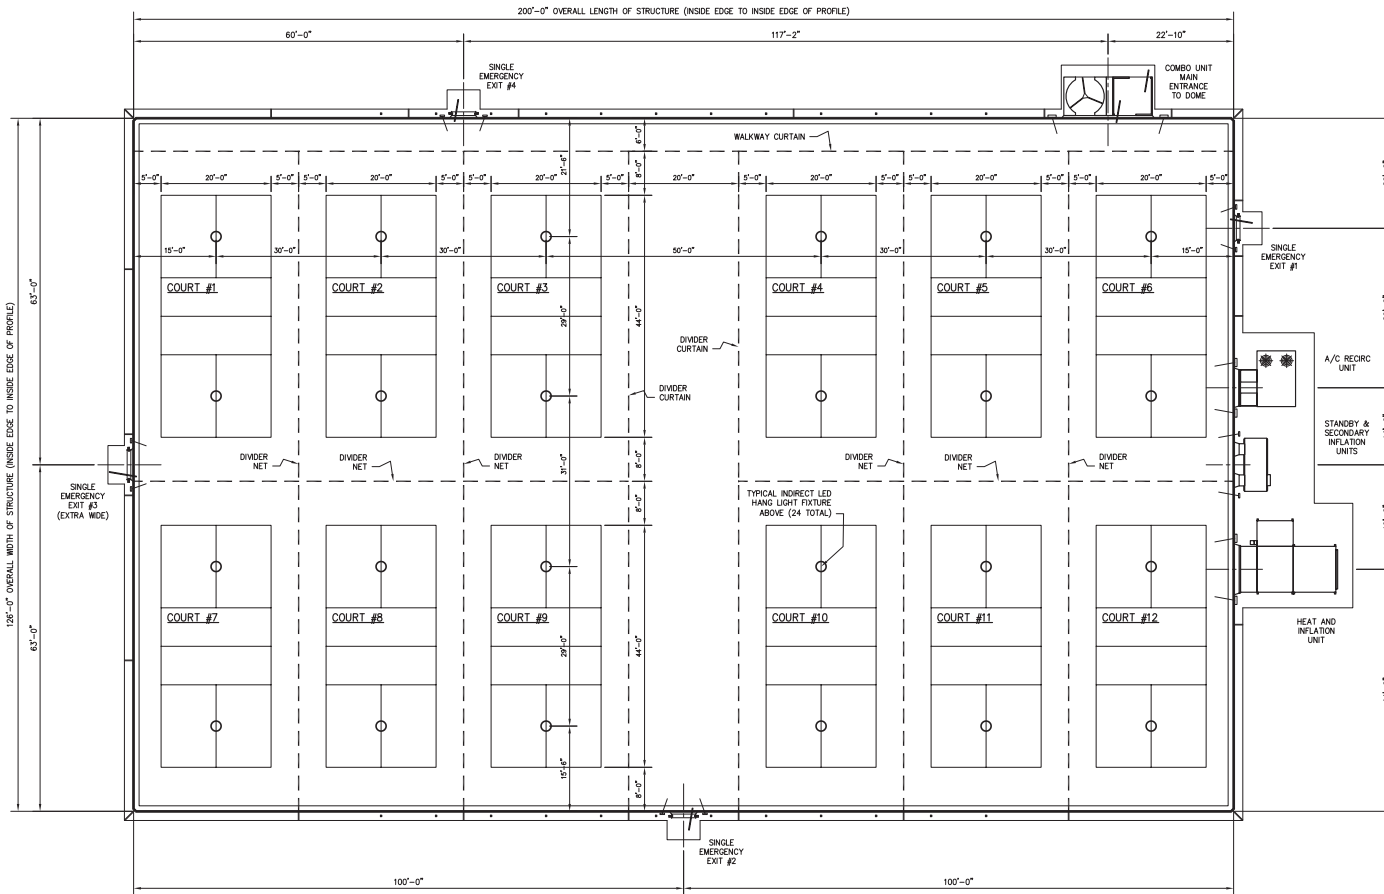 200'-0" OVERALL LENGTH OF STRUCTURE (INSIDE EDGE TO INSIDE EDGE OF PROFILE)
60'-0"
117'-2"
22'-10"
SINGLE
EMERGENCY
EXIT #4
COMBO UNIT
MAIN
ENTRANCE
TO DOME
WALKWAY CURTAIN
6'-0"
21'-6"
8'-0"
5'-0"
20'-0"
5'-0"
5'-0"
20'-0"
5'-0"
5'-0"
20'-0"
5'-0"
20'-0"
5'-0"
20'-0"
5'-0"
5'-0"
20'-0"
5'-0"
5'-0"
20'-0"
5'-0"
15'-0"
30'-0"
30'-0"
50'-0"
30'-0"
30'-0"
15'-0"
SINGLE
EMERGENCY
EXIT #1
COURT #1
COURT #2
COURT #3
COURT #4
COURT #5
COURT #6
63'-0"
29'-0"
44'-0"
DIVIDER
CURTAIN
DIVIDER
CURTAIN
A/C RECIRC
UNIT
STANDBY &
SECONDARY
INFLATION
UNITS
126'-0" OVERALL WIDTH OF STRUCTURE (INSIDE EDGE TO INSIDE EDGE OF PROFILE)
DIVIDER
NET
DIVIDER
NET
DIVIDER
NET
DIVIDER
NET
DIVIDER
NET
DIVIDER
NET
31'-0"
8'-0"
8'-0"
SINGLE
EMERGENCY
EXIT #3
(EXTRA WIDE)
TYPICAL INDIRECT LED
HANG LIGHT FIXTURE
ABOVE (24 TOTAL)
COURT #7
COURT #8
COURT #9
COURT #10
COURT #11
COURT #12
HEAT AND
INFLATION
UNIT
63'-0"
29'-0"
44'-0"
15'-6"
8'-0"
SINGLE
EMERGENCY
EXIT #2
100'-0"
100'-0"